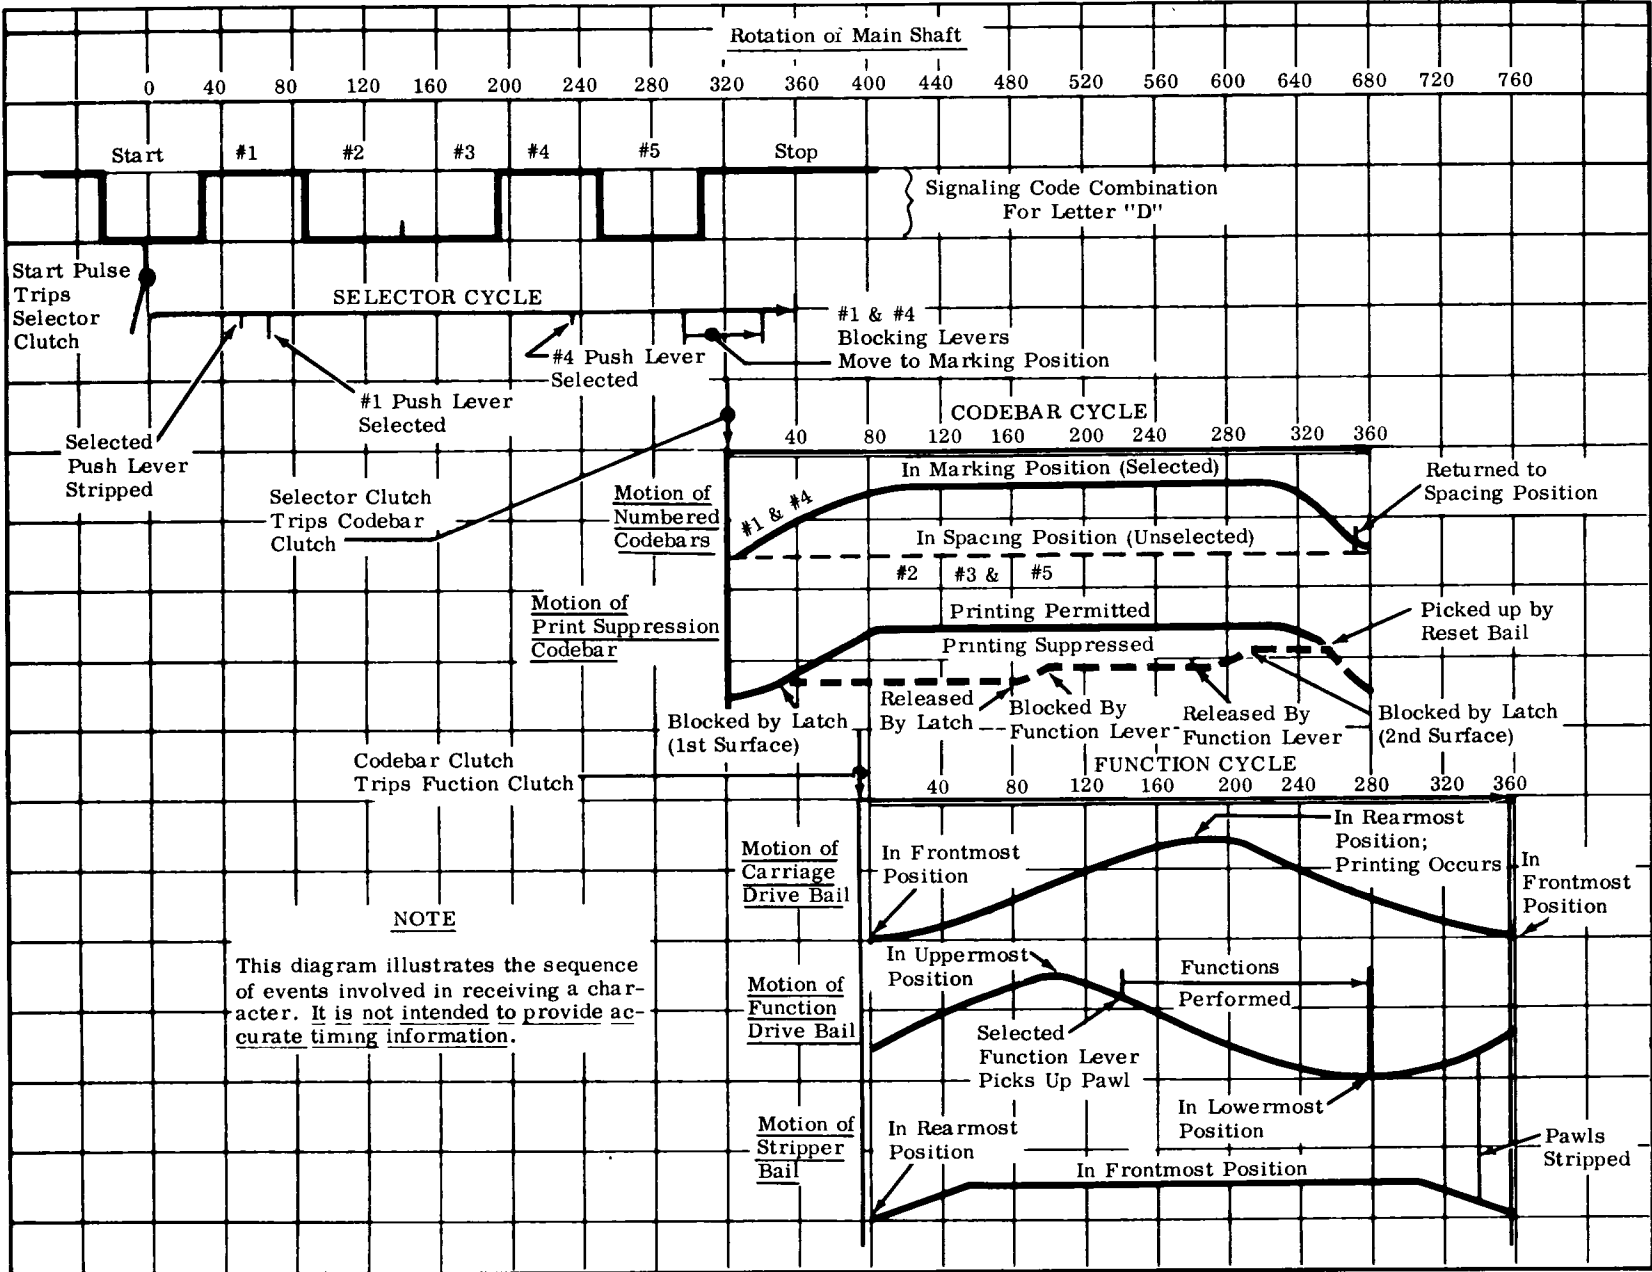 Rotation of Main Shaft
0 40 80 120 160 200 240 280 320 360 400 440 480 520 560 600 640 680 720 760
Start #1 #2 #3 #4 #5 Stop
Signaling Code Combination
For Letter "D"
Start Pulse
Trips
Selector
Clutch
SELECTOR CYCLE
#1 & #4
Blocking Levers
Move to Marking Position
#4 Push Lever
Selected
#1 Push Lever
Selected
Selected
Push Lever
Stripped
CODEBAR CYCLE
40 80 120 160 200 240 280 320 360
Selector Clutch
Trips Codebar
Clutch
Motion of
Numbered
Codebars
#1 & #4
In Marking Position (Selected)
Returned to
Spacing Position
In Spacing Position (Unselected)
#2 #3 & #5
Motion of
Print Suppression
Codebar
Printing Permitted
Picked up by
Reset Bail
Printing Suppressed
Blocked by Latch
(1st Surface)
Released
By Latch
Blocked By
Function Lever
Released By
Function Lever
Blocked by Latch
(2nd Surface)
Codebar Clutch
Trips Fuction Clutch
FUNCTION CYCLE
40 80 120 160 200 240 280 320 360
Motion of
Carriage
Drive Bail
In Frontmost
Position
In Rearmost
Position;
Printing Occurs
In
Frontmost
Position
NOTE
This diagram illustrates the sequence
of events involved in receiving a char-
acter. It is not intended to provide ac-
curate timing information.
Motion of
Function
Drive Bail
In Uppermost
Position
Functions
Performed
Selected
Function Lever
Picks Up Pawl
In Lowermost
Position
Motion of
Stripper
Bail
In Rearmost
Position
In Frontmost Position
Pawls
Stripped